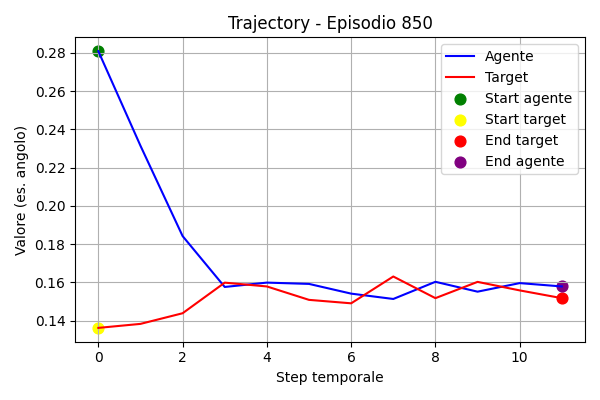 Trajectory - Episodio 850
Valore (es. angolo)
0.28
0.26
0.24
0.22
0.20
0.18
0.16
0.14
0 2 4 6 8 10
Step temporale
Agente
Target
Start agente
Start target
End target
End agente